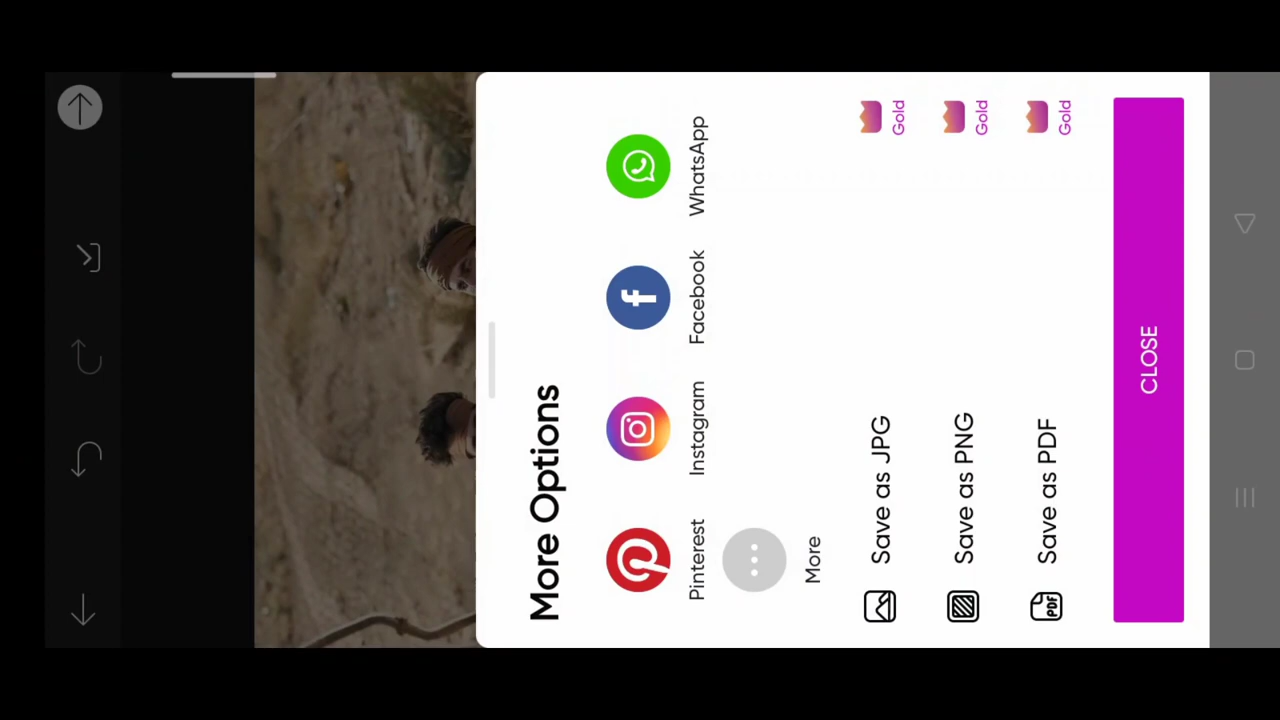 More Options
Pinterest
Instagram
Facebook
WhatsApp
More
Save as JPG
Gold
Save as PNG
Gold
PDF
Save as PDF
Gold
CLOSE